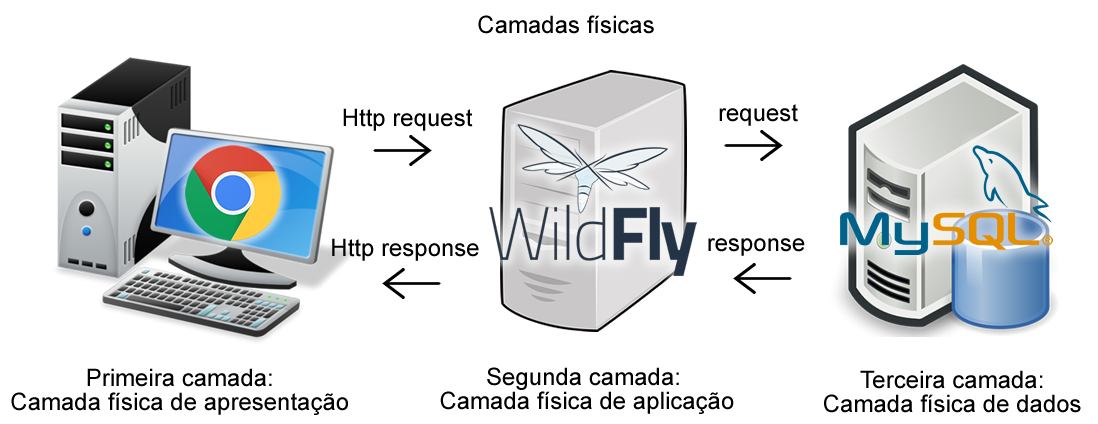 Camadas físicas
Http request
request
WildFly
MySQL®
Http response
response
Primeira camada:
Camada física de apresentação
Segunda camada:
Camada física de aplicação
Terceira camada:
Camada física de dados